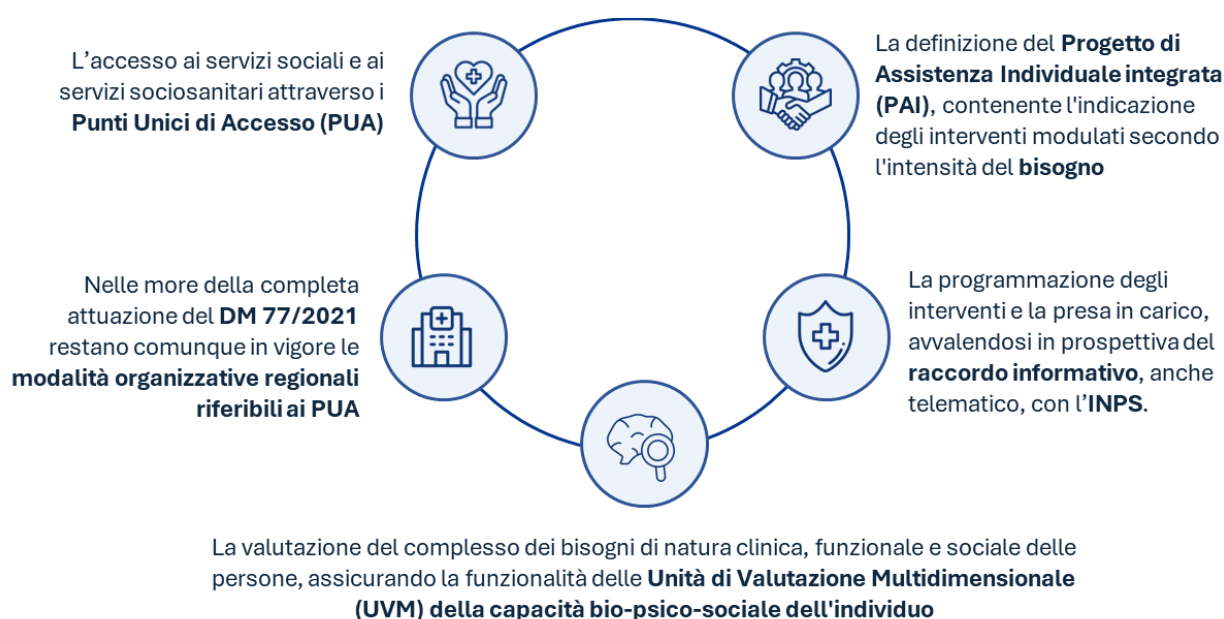 L'accesso ai servizi sociali e ai
servizi sociosanitari attraverso i
Punti Unici di Accesso (PUA)
La definizione del Progetto di
Assistenza Individuale integrata
(PAI), contenente l'indicazione
degli interventi modulati secondo
l'intensità del bisogno
Nelle more della completa
attuazione del DM 77/2021
restano comunque in vigore le
modalità organizzative regionali
riferibili ai PUA
La programmazione degli
interventi e la presa in carico,
avvalendosi in prospettiva del
raccordo informativo, anche
telematico, con l'INPS.
La valutazione del complesso dei bisogni di natura clinica, funzionale e sociale delle
persone, assicurando la funzionalità delle Unità di Valutazione Multidimensionale
(UVM) della capacità bio-psico-sociale dell'individuo